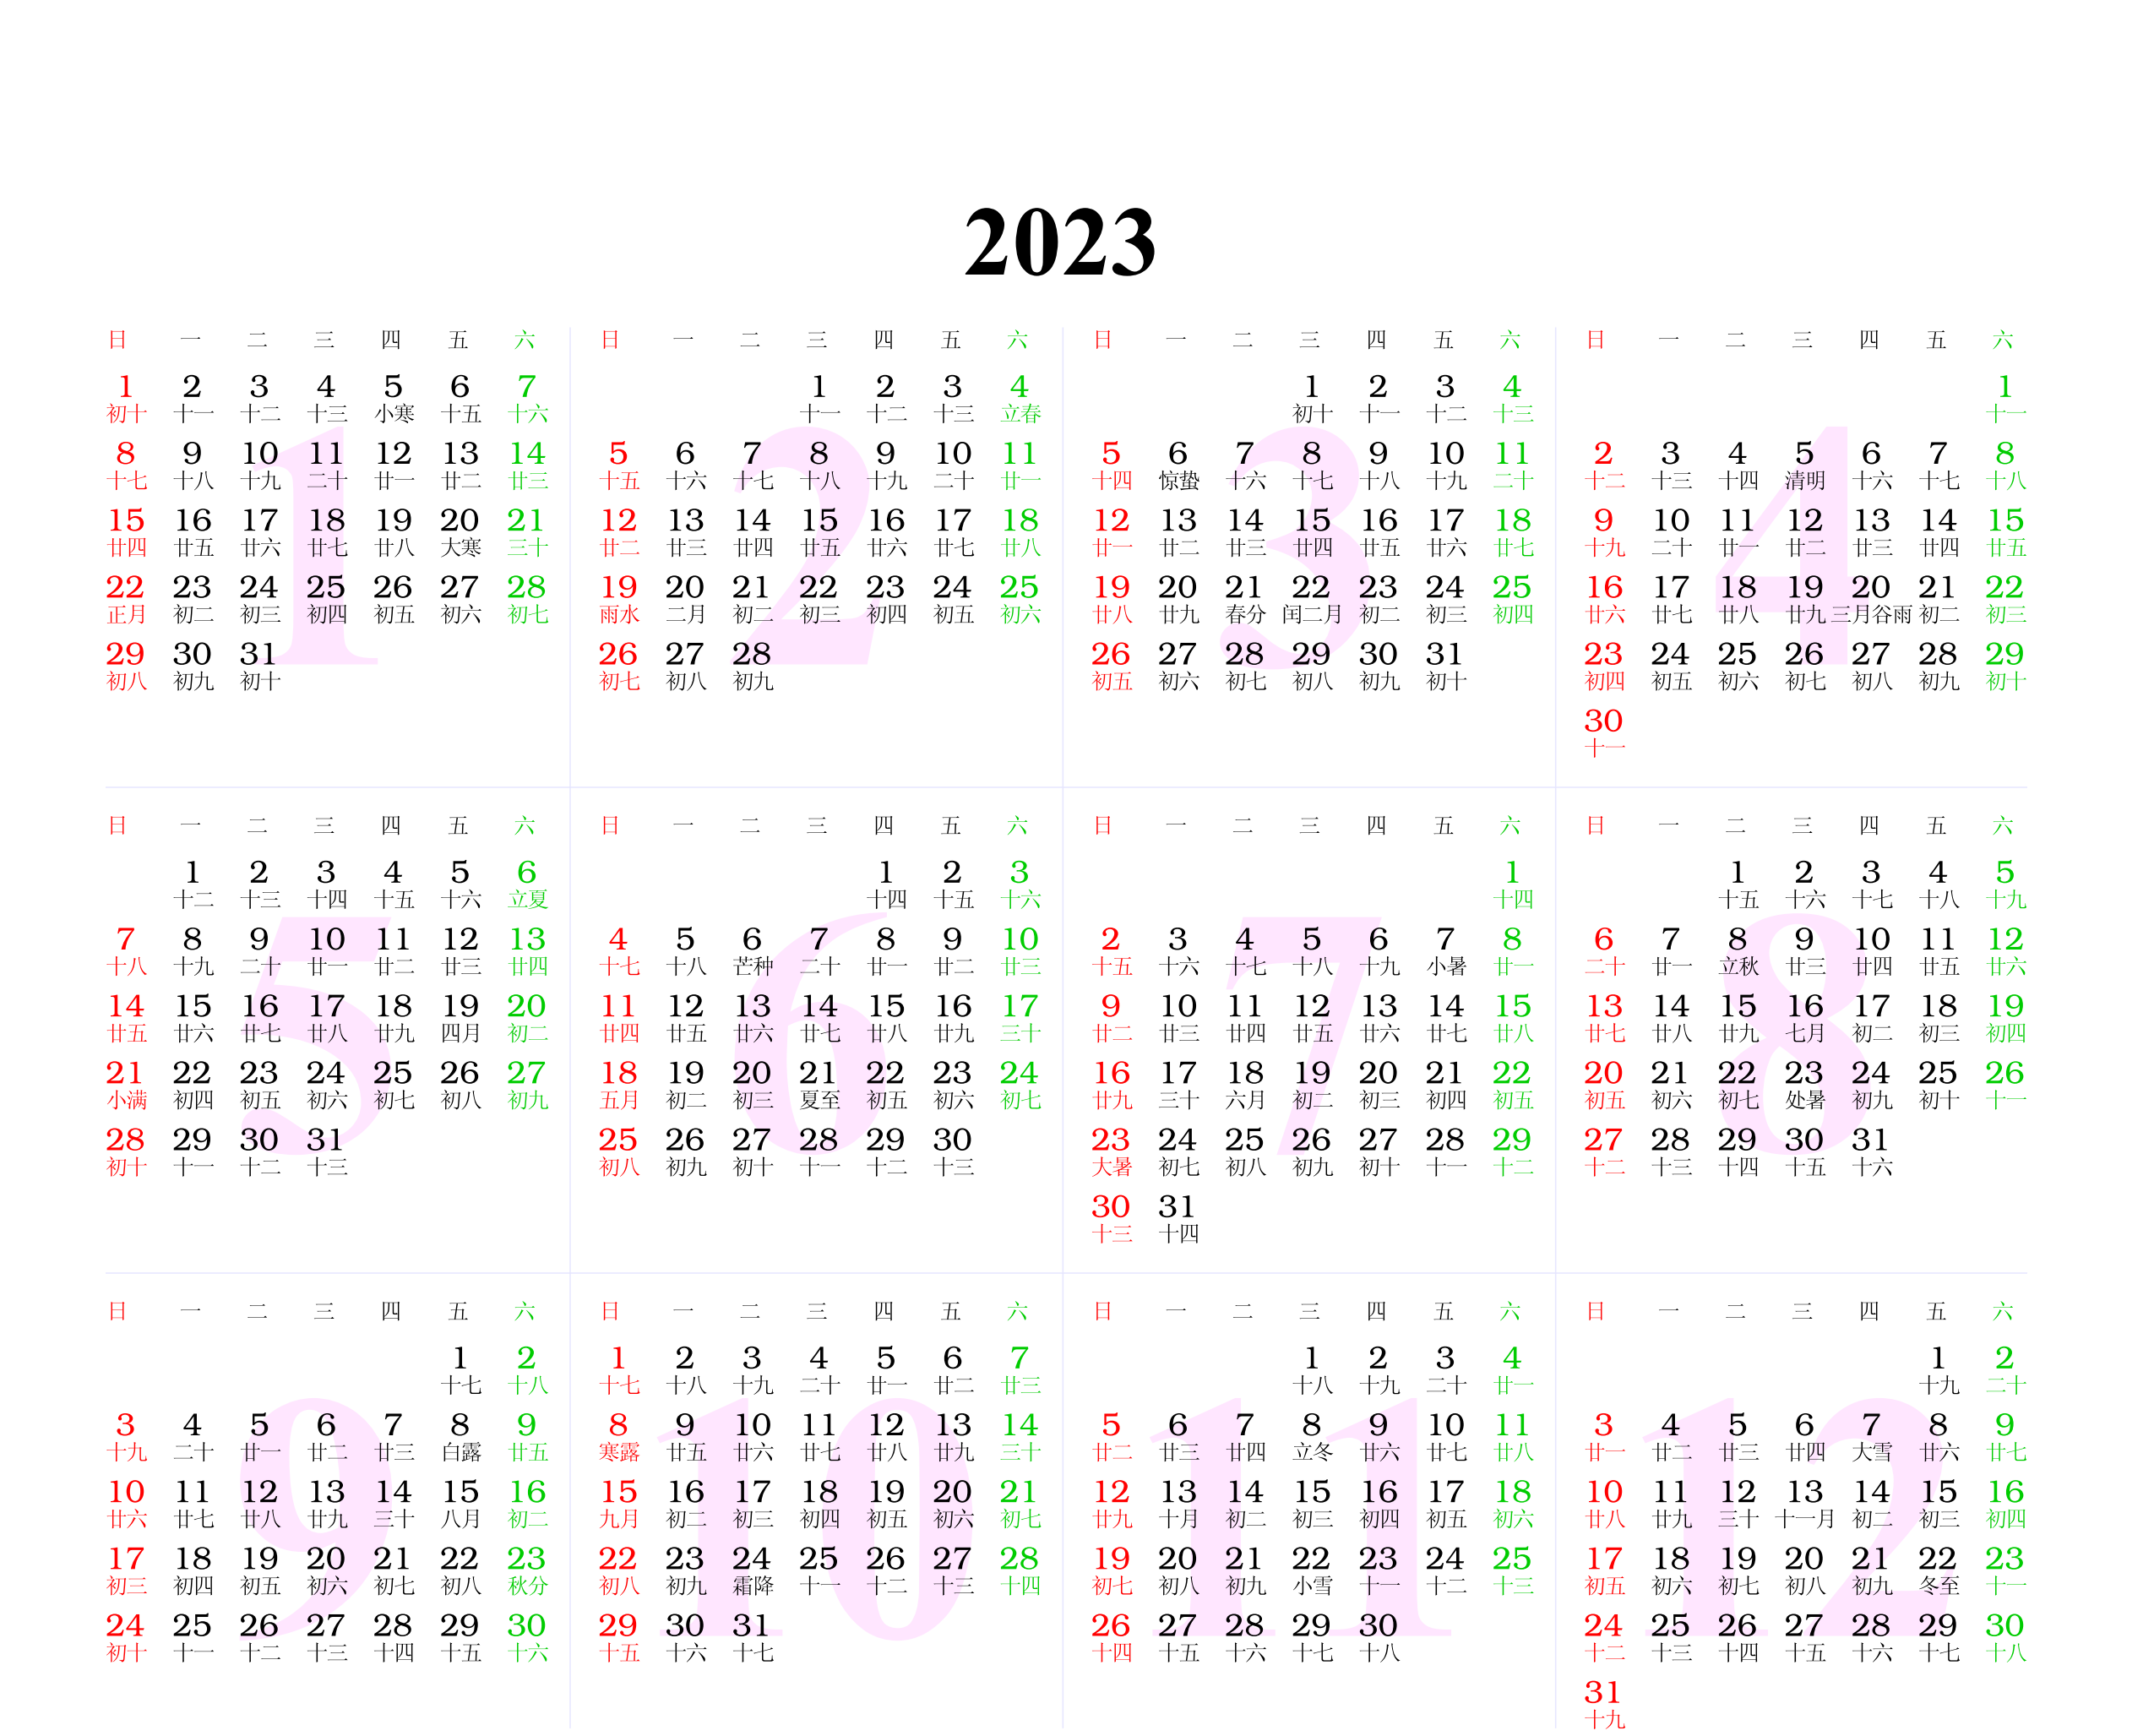 2023
日 一 二 三 四 五 六
1 2 3 4 5 6 7
初十 十一 十二 十三 小寒 十五 十六
8 9 10 11 12 13 14
十七 十八 十九 二十 廿一 廿二 廿三
15 16 17 18 19 20 21
廿四 廿五 廿六 廿七 廿八 大寒 三十
22 23 24 25 26 27 28
正月 初二 初三 初四 初五 初六 初七
29 30 31
初八 初九 初十
1
日 一 二 三 四 五 六
1 2 3 4
十一 十二 十三 立春
5 6 7 8 9 10 11
十五 十六 十七 十八 十九 二十 廿一
12 13 14 15 16 17 18
廿二 廿三 廿四 廿五 廿六 廿七 廿八
19 20 21 22 23 24 25
雨水 二月 初二 初三 初四 初五 初六
26 27 28
初七 初八 初九
2
日 一 二 三 四 五 六
1 2 3 4
初十 十一 十二 十三
5 6 7 8 9 10 11
十四 惊蛰 十六 十七 十八 十九 二十
12 13 14 15 16 17 18
廿一 廿二 廿三 廿四 廿五 廿六 廿七
19 20 21 22 23 24 25
廿八 廿九 春分 闰二月 初二 初三 初四
26 27 28 29 30 31
初五 初六 初七 初八 初九 初十
3
日 一 二 三 四 五 六
1
十一
2 3 4 5 6 7 8
十二 十三 十四 清明 十六 十七 十八
9 10 11 12 13 14 15
十九 二十 廿一 廿二 廿三 廿四 廿五
16 17 18 19 20 21 22
廿六 廿七 廿八 廿九 三月谷雨 初二 初三
23 24 25 26 27 28 29
初四 初五 初六 初七 初八 初九 初十
30
十一
4
日 一 二 三 四 五 六
1 2 3 4 5 6
十二 十三 十四 十五 十六 立夏
7 8 9 10 11 12 13
十八 十九 二十 廿一 廿二 廿三 廿四
14 15 16 17 18 19 20
廿五 廿六 廿七 廿八 廿九 四月 初二
21 22 23 24 25 26 27
小满 初四 初五 初六 初七 初八 初九
28 29 30 31
初十 十一 十二 十三
5
日 一 二 三 四 五 六
1 2 3
十四 十五 十六
4 5 6 7 8 9 10
十七 十八 芒种 二十 廿一 廿二 廿三
11 12 13 14 15 16 17
廿四 廿五 廿六 廿七 廿八 廿九 三十
18 19 20 21 22 23 24
五月 初二 初三 夏至 初五 初六 初七
25 26 27 28 29 30
初八 初九 初十 十一 十二 十三
6
日 一 二 三 四 五 六
1
十四
2 3 4 5 6 7 8
十五 十六 十七 十八 十九 小暑 廿一
9 10 11 12 13 14 15
廿二 廿三 廿四 廿五 廿六 廿七 廿八
16 17 18 19 20 21 22
廿九 三十 六月 初二 初三 初四 初五
23 24 25 26 27 28 29
大暑 初七 初八 初九 初十 十一 十二
30 31
十三 十四
7
日 一 二 三 四 五 六
1 2 3 4 5
十五 十六 十七 十八 十九
6 7 8 9 10 11 12
二十 廿一 立秋 廿三 廿四 廿五 廿六
13 14 15 16 17 18 19
廿七 廿八 廿九 七月 初二 初三 初四
20 21 22 23 24 25 26
初五 初六 初七 处暑 初九 初十 十一
27 28 29 30 31
十二 十三 十四 十五 十六
8
日 一 二 三 四 五 六
1 2
十七 十八
3 4 5 6 7 8 9
十九 二十 廿一 廿二 廿三 白露 廿五
10 11 12 13 14 15 16
廿六 廿七 廿八 廿九 三十 八月 初二
17 18 19 20 21 22 23
初三 初四 初五 初六 初七 初八 秋分
24 25 26 27 28 29 30
初十 十一 十二 十三 十四 十五 十六
9
日 一 二 三 四 五 六
1 2 3 4 5 6 7
十七 十八 十九 二十 廿一 廿二 廿三
8 9 10 11 12 13 14
寒露 廿五 廿六 廿七 廿八 廿九 三十
15 16 17 18 19 20 21
九月 初二 初三 初四 初五 初六 初七
22 23 24 25 26 27 28
初八 初九 霜降 十一 十二 十三 十四
29 30 31
十五 十六 十七
10
日 一 二 三 四 五 六
1 2 3 4
十八 十九 二十 廿一
5 6 7 8 9 10 11
廿二 廿三 廿四 立冬 廿六 廿七 廿八
12 13 14 15 16 17 18
廿九 十月 初二 初三 初四 初五 初六
19 20 21 22 23 24 25
初七 初八 初九 小雪 十一 十二 十三
26 27 28 29 30
十四 十五 十六 十七 十八
11
日 一 二 三 四 五 六
1 2
十九 二十
3 4 5 6 7 8 9
廿一 廿二 廿三 廿四 大雪 廿六 廿七
10 11 12 13 14 15 16
廿八 廿九 三十 十一月 初二 初三 初四
17 18 19 20 21 22 23
初五 初六 初七 初八 初九 冬至 十一
24 25 26 27 28 29 30
十二 十三 十四 十五 十六 十七 十八
31
十九
12